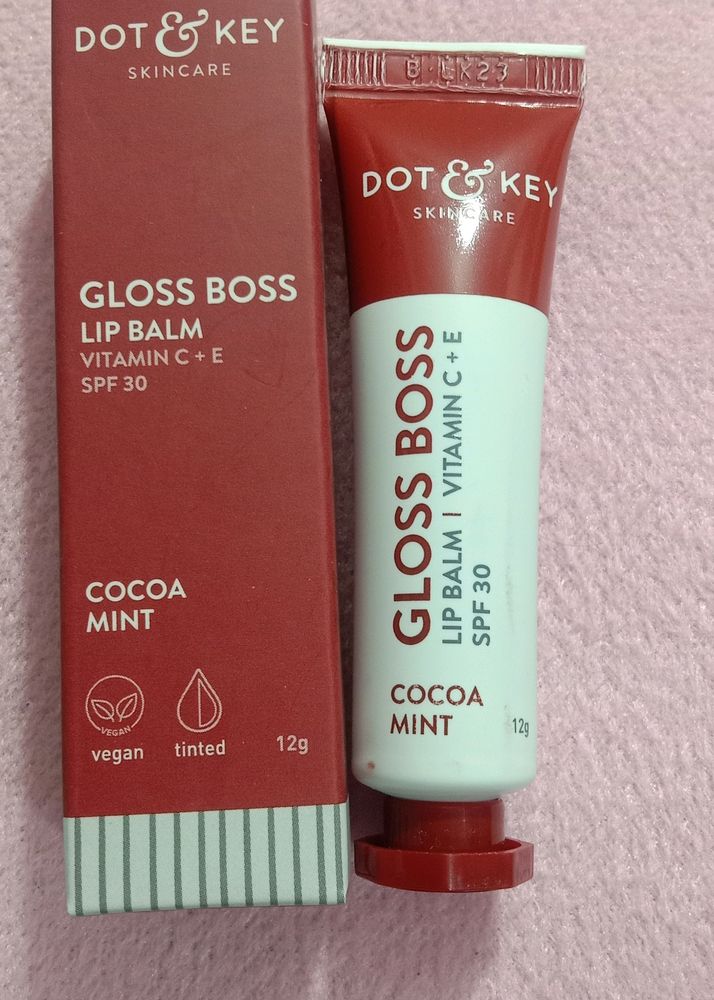 DOT & KEY
SKINCARE
GLOSS BOSS
LIP BALM
VITAMIN C + E
SPF 30
COCOA
MINT
VEGAN
vegan
tinted
12g
DOT & KEY
SKINCARE
GLOSS BOSS
LIP BALM | VITAMIN C + E
SPF 30
COCOA
MINT
12g